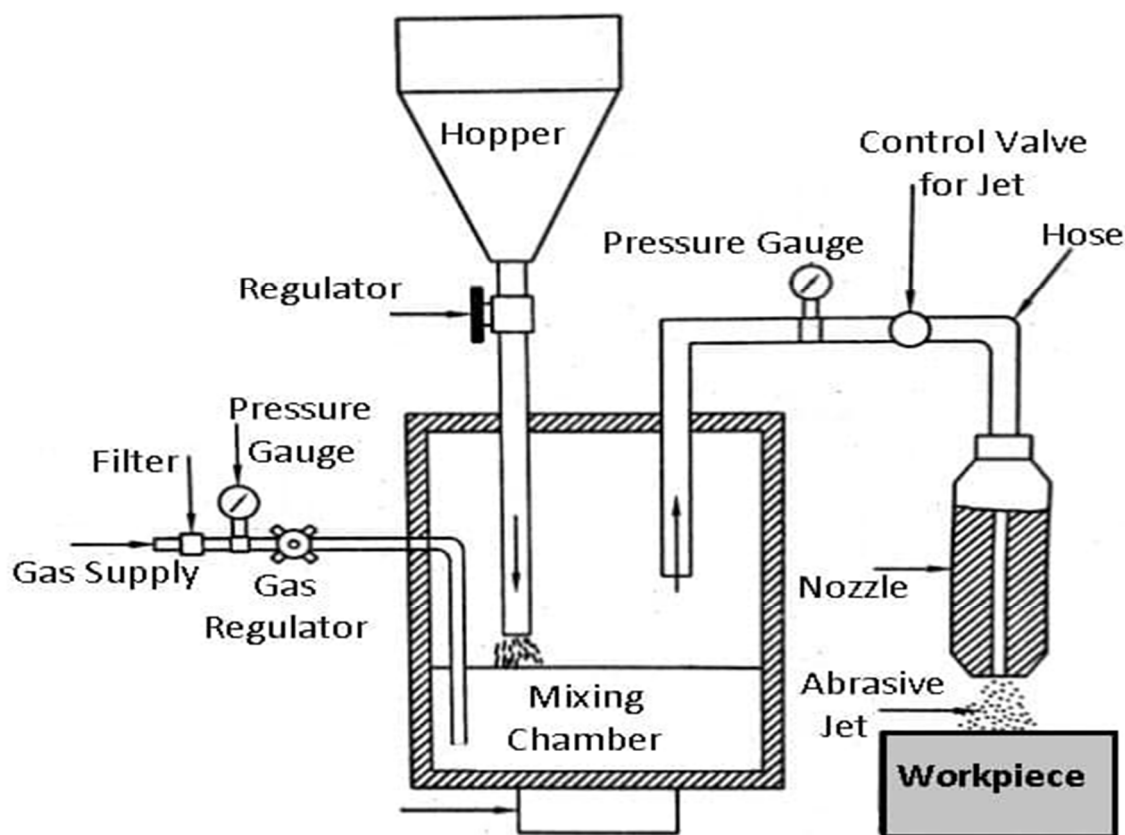 Hopper
Control Valve
for Jet
Pressure Gauge
Hose
Regulator
Pressure
Gauge
Filter
Gas Supply
Gas
Regulator
Nozzle
Mixing
Chamber
Abrasive
Jet
Workpiece